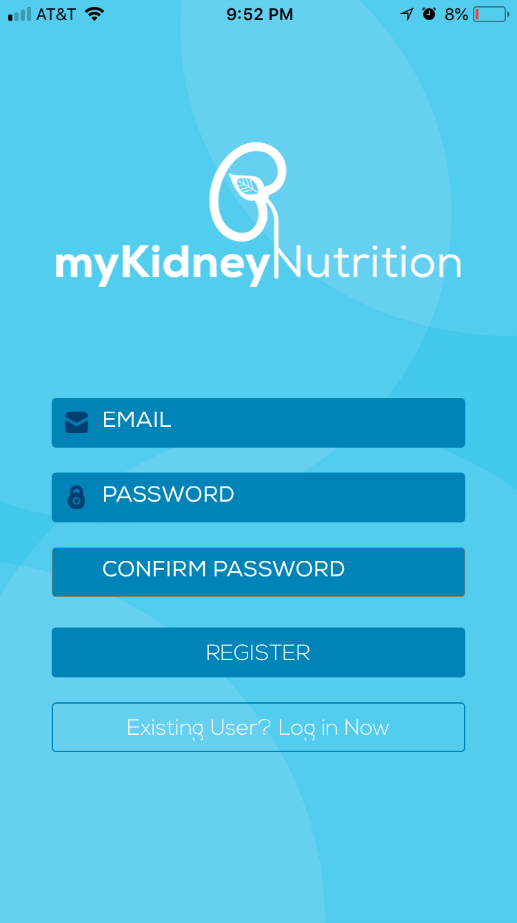 AT&T 9:52 PM 8%
myKidneyNutrition
EMAIL
PASSWORD
CONFIRM PASSWORD
REGISTER
Existing User? Log in Now